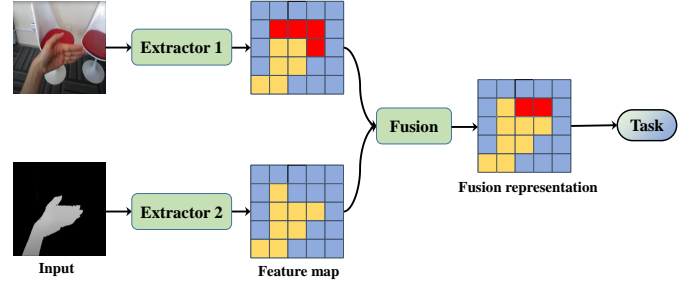 Extractor 1
Fusion
Task
Fusion representation
Extractor 2
Input
Feature map